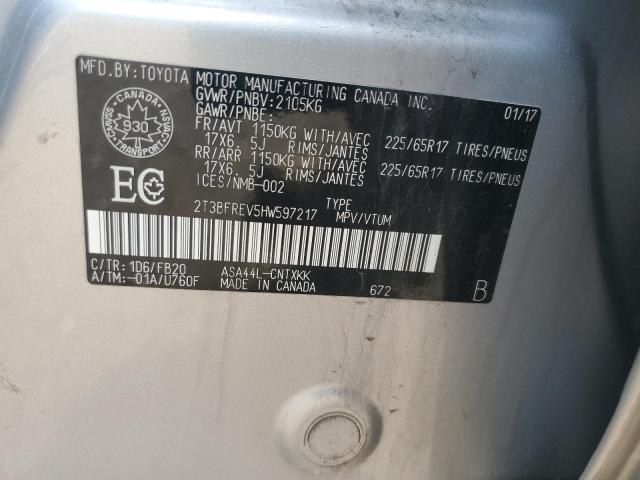 MFD.BY:TOYOTA MOTOR MANUFACTURING CANADA INC.
GVWR/PNBV:2105KG 01/17
GAWR/PNBE:
FR/AVT 1150KG WITH/AVEC 225/65R17 TIRES/PNEUS
17X6.5J RIMS/JANTES
RR/ARR 1150KG WITH/AVEC 225/65R17 TIRES/PNEUS
17X6.5J RIMS/JANTES
ICES/NMB-002
CANADA
930
TRANSPORT
CMVSS
NSVAC
EC
2T3BFREV5HW597217 TYPE
MPV/VTUM
C/TR:1D6/FB20 ASA44L-CNTXKK
A/TM:-01A/U760F MADE IN CANADA 672 B